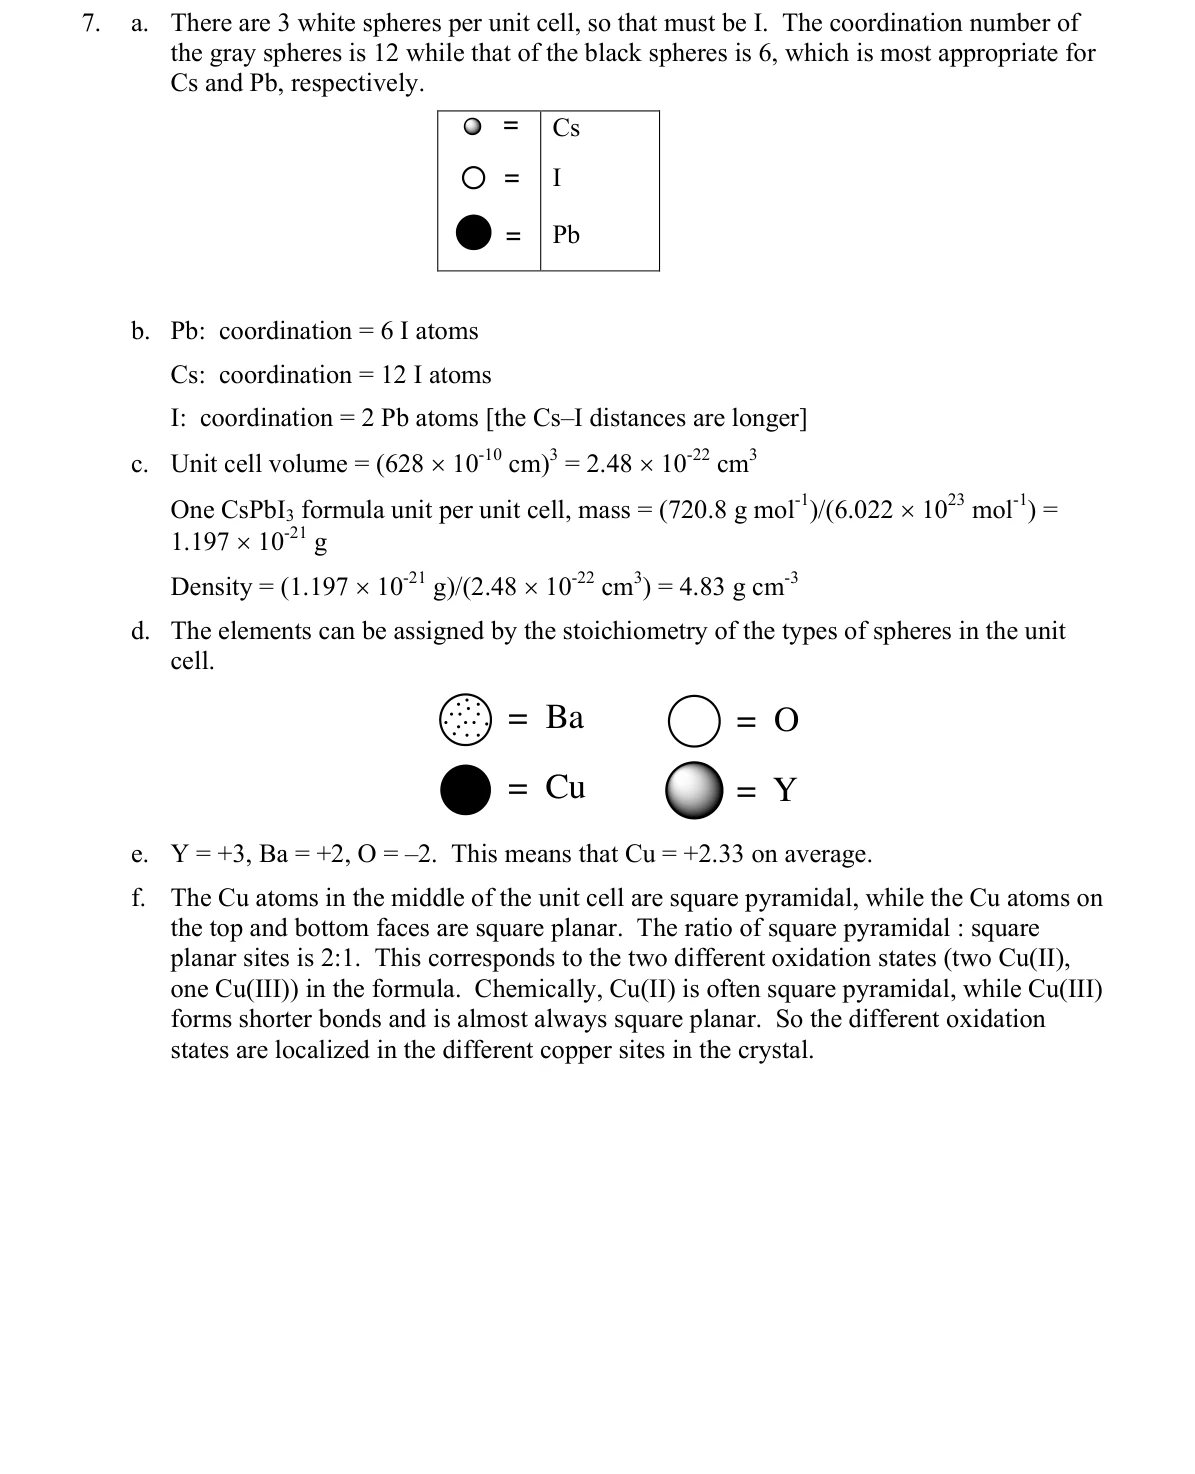 7. a. There are 3 white spheres per unit cell, so that must be I. The coordination number of
the gray spheres is 12 while that of the black spheres is 6, which is most appropriate for
Cs and Pb, respectively.
= Cs
= I
= Pb
b. Pb: coordination = 6 I atoms
Cs: coordination = 12 I atoms
I: coordination = 2 Pb atoms [the Cs–I distances are longer]
c. Unit cell volume = (628 × 10⁻¹⁰ cm)³ = 2.48 × 10⁻²² cm³
One CsPbI₃ formula unit per unit cell, mass = (720.8 g mol⁻¹)/(6.022 × 10²³ mol⁻¹) =
1.197 × 10⁻²¹ g
Density = (1.197 × 10⁻²¹ g)/(2.48 × 10⁻²² cm³) = 4.83 g cm⁻³
d. The elements can be assigned by the stoichiometry of the types of spheres in the unit
cell.
= Ba = O
= Cu = Y
e. Y = +3, Ba = +2, O = –2. This means that Cu = +2.33 on average.
f. The Cu atoms in the middle of the unit cell are square pyramidal, while the Cu atoms on
the top and bottom faces are square planar. The ratio of square pyramidal : square
planar sites is 2:1. This corresponds to the two different oxidation states (two Cu(II),
one Cu(III)) in the formula. Chemically, Cu(II) is often square pyramidal, while Cu(III)
forms shorter bonds and is almost always square planar. So the different oxidation
states are localized in the different copper sites in the crystal.